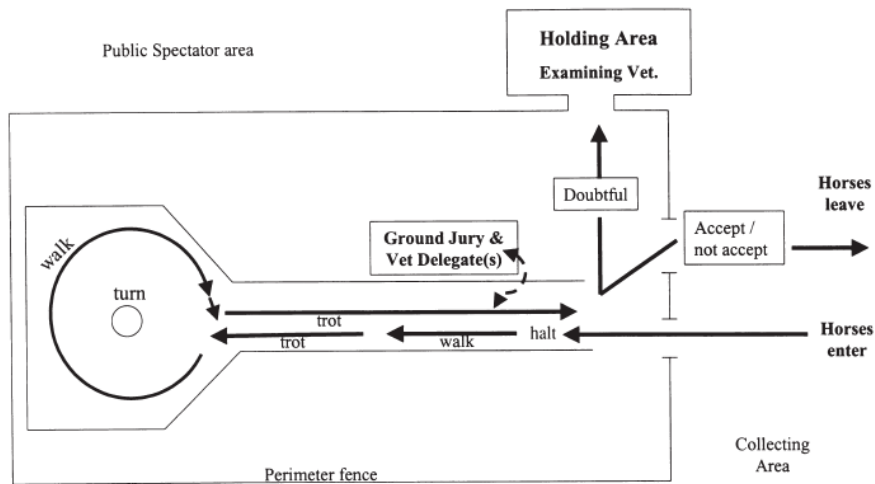 Public Spectator area
Holding Area
Examining Vet.
Doubtful
Horses
leave
Accept /
not accept
Ground Jury &
Vet Delegate(s)
walk
turn
trot
trot
walk
halt
Horses
enter
Collecting
Area
Perimeter fence